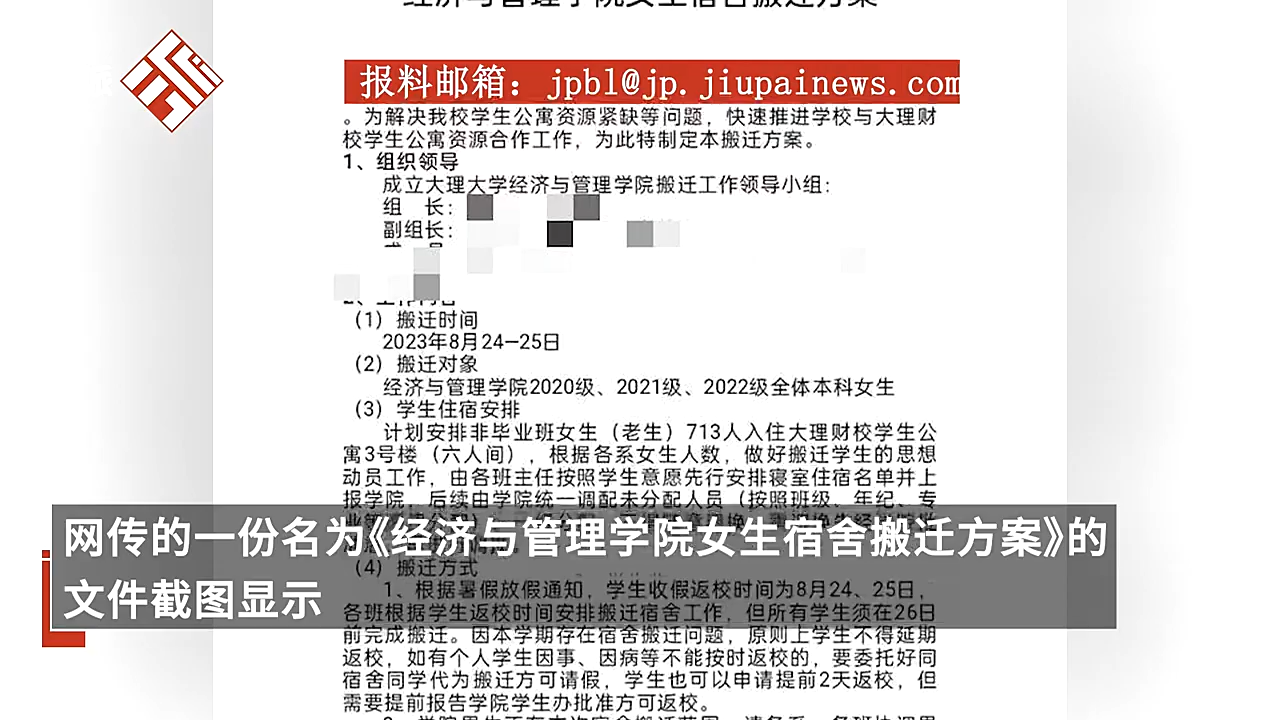 经济与管理学院女生宿舍搬迁方案
报料邮箱：jpbl@jp.jiupainews.com
。为解决我校学生公寓资源紧缺等问题，快速推进学校与大理财
校学生公寓资源合作工作，为此特制定本搬迁方案。
1、组织领导
成立大理大学经济与管理学院搬迁工作领导小组：
组 长：
副组长：
（1）搬迁时间
2023年8月24—25日
（2）搬迁对象
经济与管理学院2020级、2021级、2022级全体本科女生
（3）学生住宿安排
计划安排非毕业班女生（老生）713人入住大理财校学生公
寓3号楼（六人间），根据各系女生人数，做好搬迁学生的思想
动员工作，由各班主任按照学生意愿先行安排寝室住宿名单并上
报学院，后续由学院统一调配未分配人员（按照班级、年纪、专
网传的一份名为《经济与管理学院女生宿舍搬迁方案》的
文件截图显示
（4）搬迁方式
1、根据暑假放假通知，学生收假返校时间为8月24、25日，
各班根据学生返校时间安排搬迁宿舍工作，但所有学生须在26日
前完成搬迁。因本学期存在宿舍搬迁问题，原则上学生不得延期
返校，如有个人学生因事、因病等不能按时返校的，要委托好同
宿舍同学代为搬迁方可请假，学生也可以申请提前2天返校，但
需要提前报告学院学生办批准方可返校。